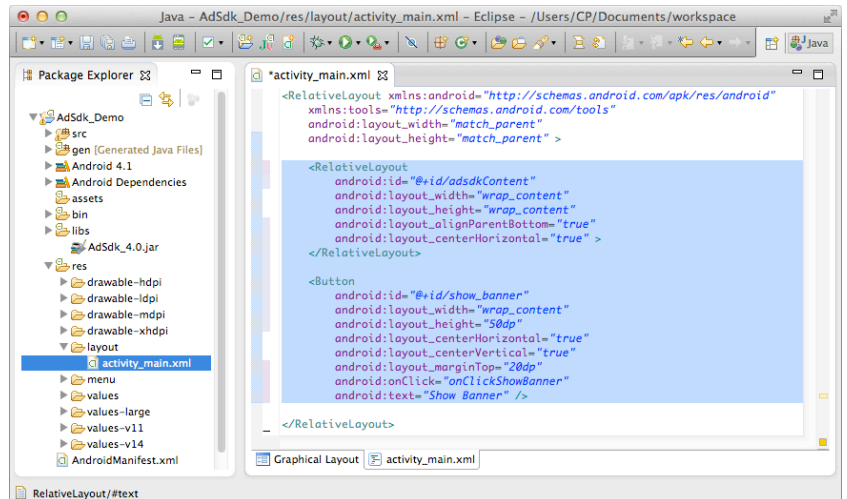 Java - AdSdk_Demo/res/layout/activity_main.xml - Eclipse - /Users/CP/Documents/workspace
Java
Package Explorer
AdSdk_Demo
src
gen [Generated Java Files]
Android 4.1
Android Dependencies
assets
bin
libs
AdSdk_4.0.jar
res
drawable-hdpi
drawable-ldpi
drawable-mdpi
drawable-xhdpi
layout
activity_main.xml
menu
values
values-large
values-v11
values-v14
AndroidManifest.xml
*activity_main.xml
<RelativeLayout xmlns:android="http://schemas.android.com/apk/res/android"
xmlns:tools="http://schemas.android.com/tools"
android:layout_width="match_parent"
android:layout_height="match_parent" >
<RelativeLayout
android:id="@+id/adsdkContent"
android:layout_width="wrap_content"
android:layout_height="wrap_content"
android:layout_alignParentBottom="true"
android:layout_centerHorizontal="true" >
</RelativeLayout>
<Button
android:id="@+id/show_banner"
android:layout_width="wrap_content"
android:layout_height="50dp"
android:layout_centerHorizontal="true"
android:layout_centerVertical="true"
android:layout_marginTop="20dp"
android:onClick="onClickShowBanner"
android:text="Show Banner" />
</RelativeLayout>
Graphical Layout
activity_main.xml
RelativeLayout/#text